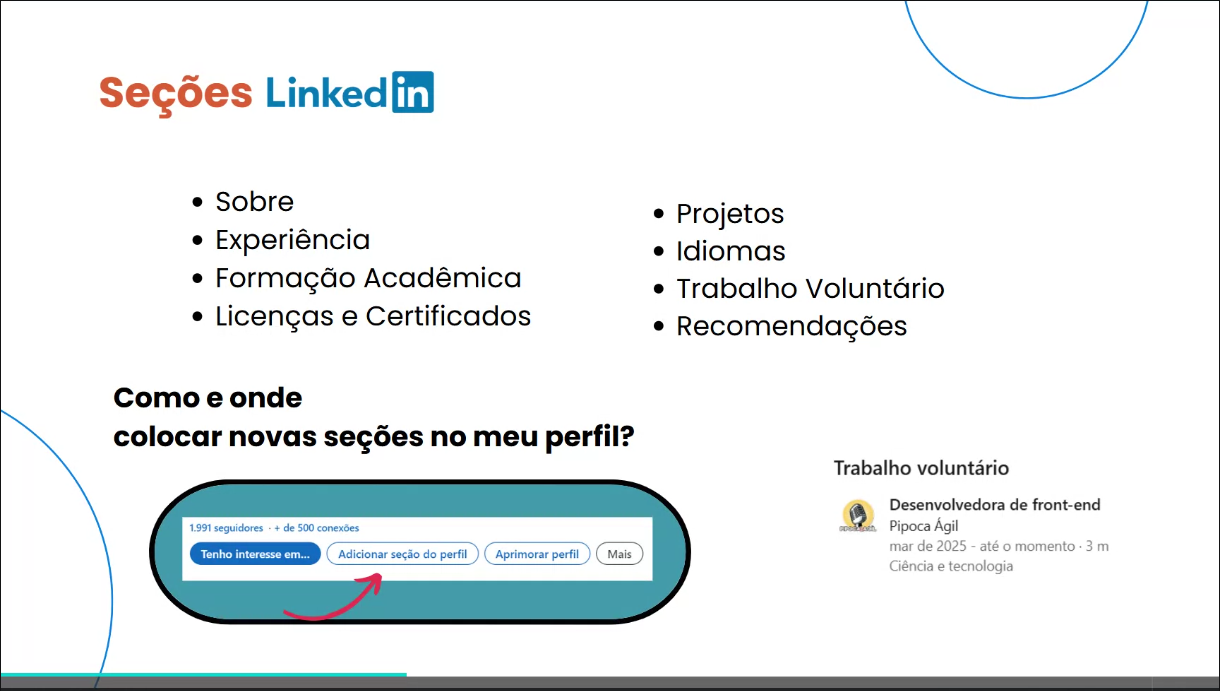 Seções Linkedin
Sobre
Experiência
Formação Acadêmica
Licenças e Certificados
Projetos
Idiomas
Trabalho Voluntário
Recomendações
Como e onde
colocar novas seções no meu perfil?
1.991 seguidores · + de 500 conexões
Tenho interesse em...
Adicionar seção do perfil
Aprimorar perfil
Mais
Trabalho voluntário
Desenvolvedora de front-end
Pipoca Ágil
mar de 2025 - até o momento · 3 m
Ciência e tecnologia